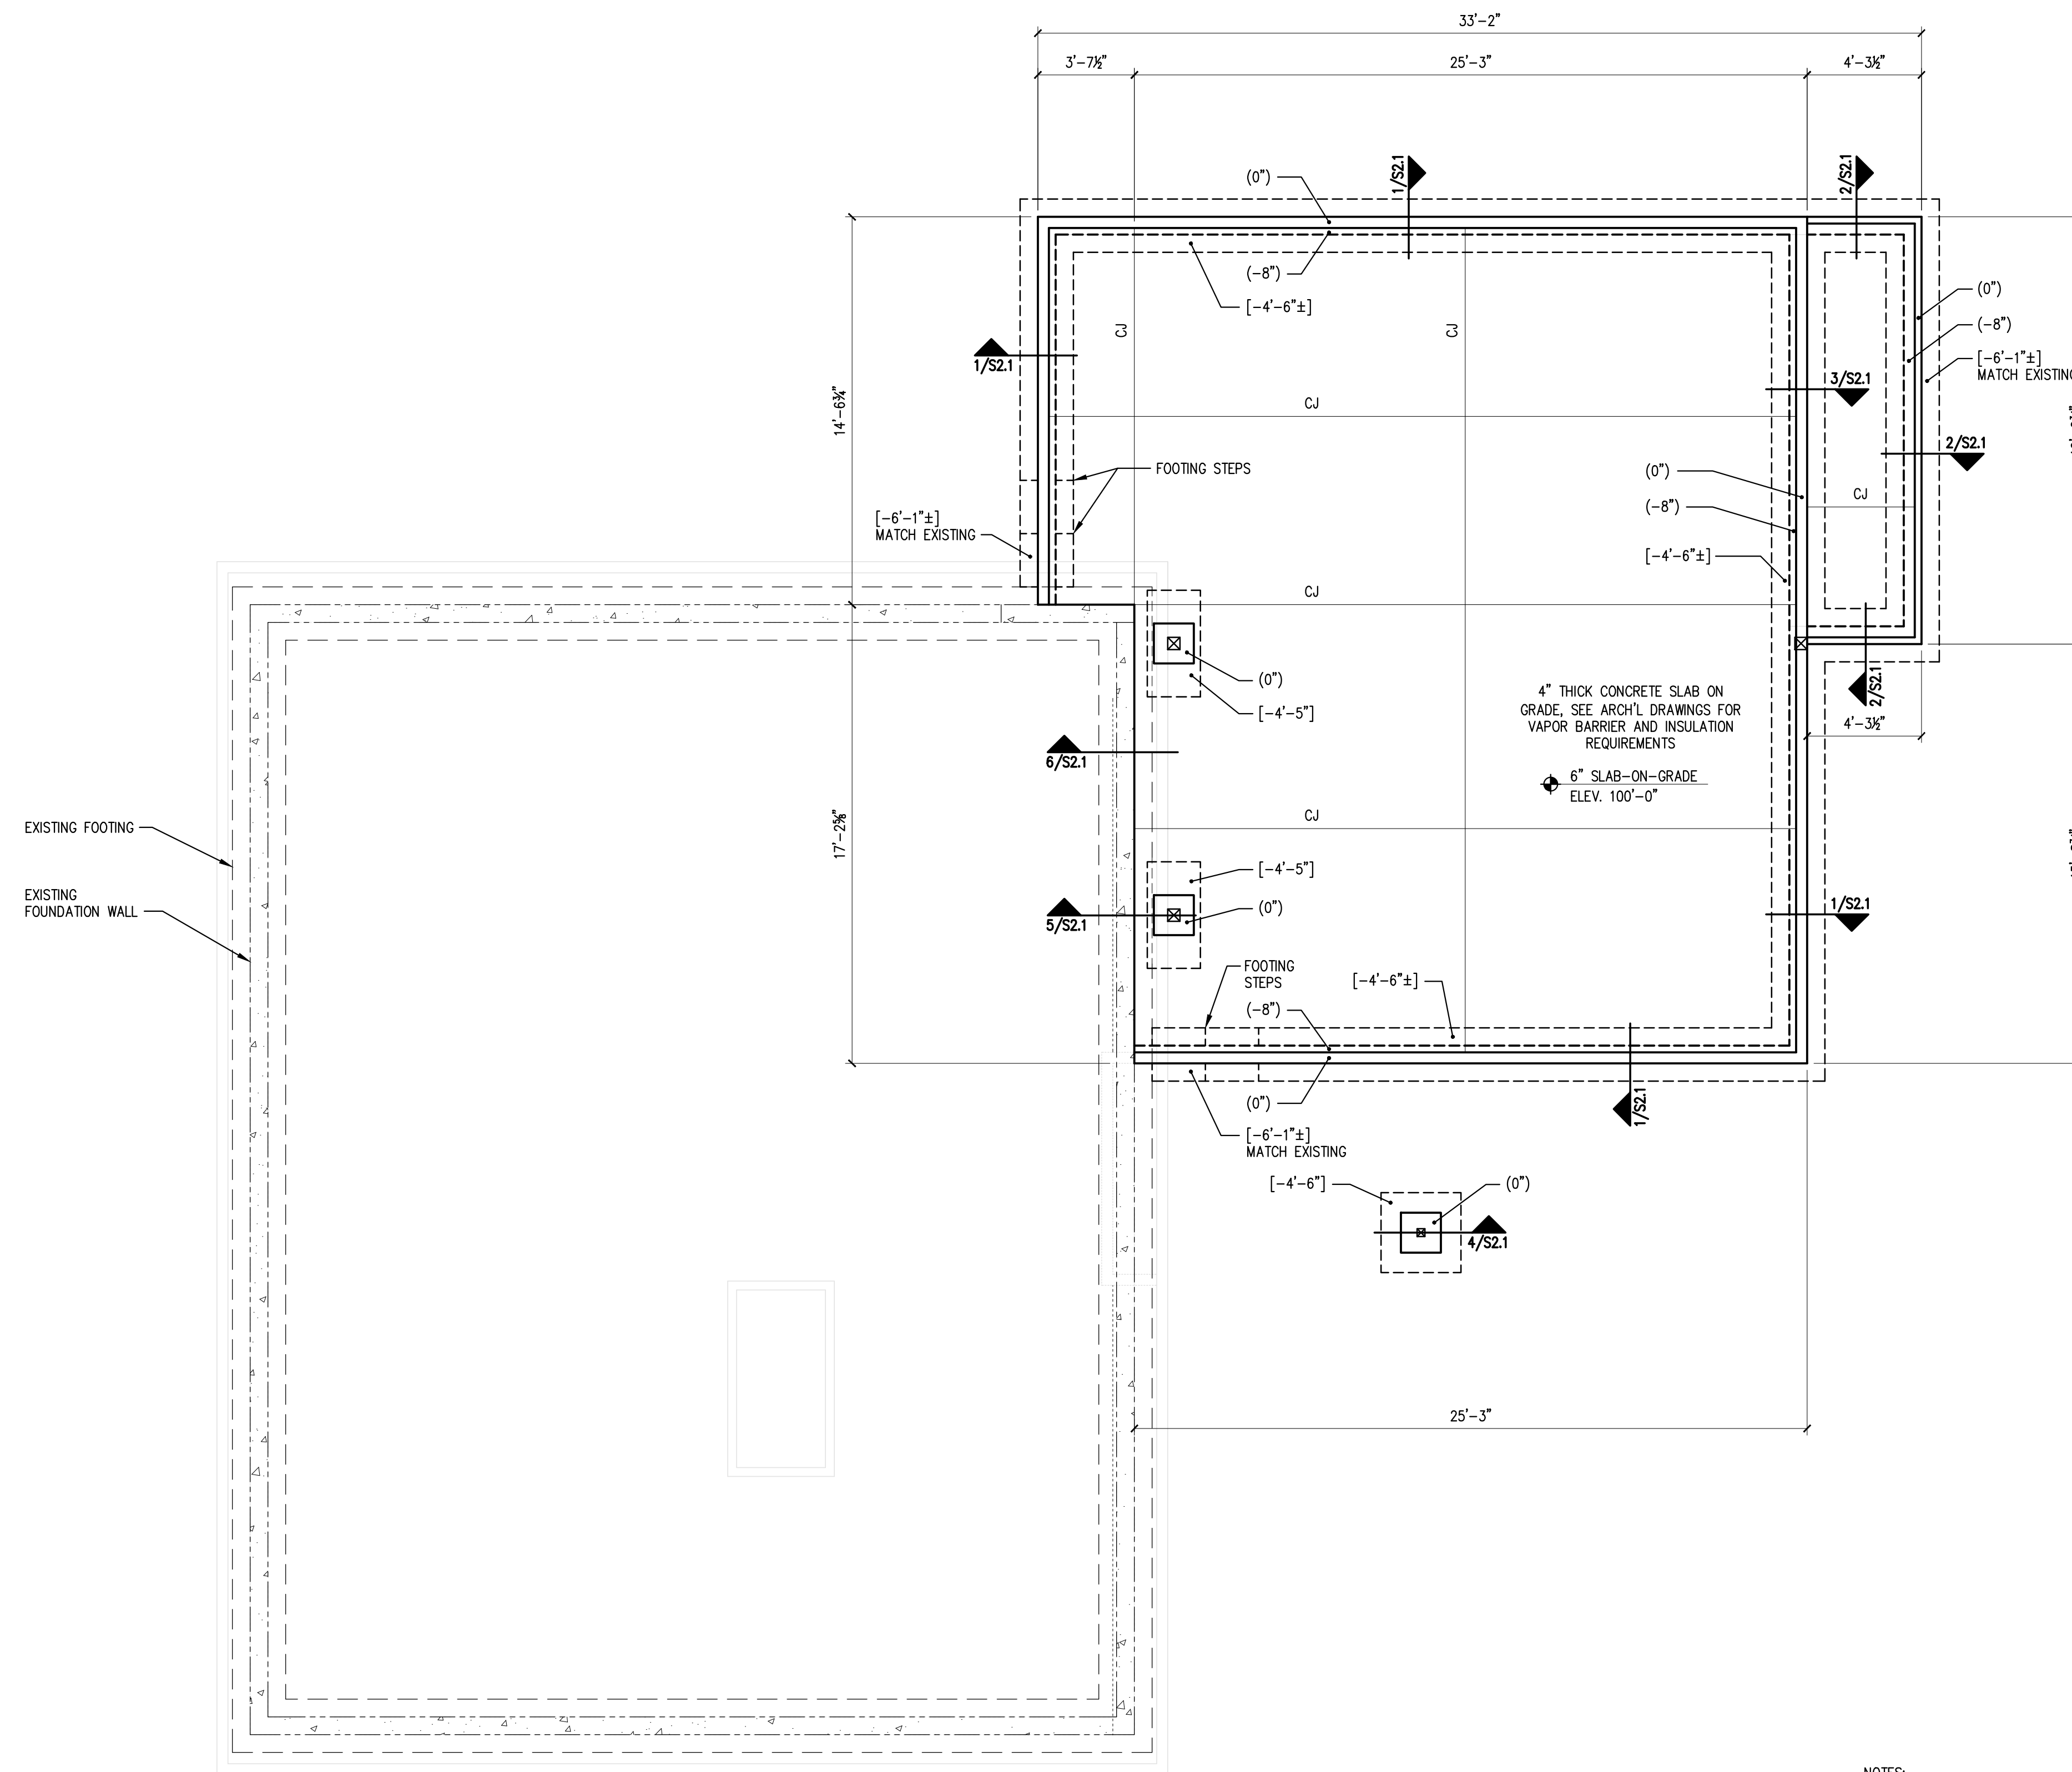 33'-2"
3'-7½"
25'-3"
4'-3½"
1/S2.1
2/S2.1
(0")
(-8")
[-4'-6"±]
(0")
(-8")
[-6'-1"±]
MATCH EXISTING
CJ
CJ
1/S2.1
14'-6¾"
3/S2.1
CJ
2/S2.1
FOOTING STEPS
(0")
(-8")
CJ
[-6'-1"±]
MATCH EXISTING
[-4'-6"±]
CJ
(0")
[-4'-5"]
2/S2.1
4'-3½"
4" THICK CONCRETE SLAB ON
GRADE, SEE ARCH'L DRAWINGS FOR
VAPOR BARRIER AND INSULATION
REQUIREMENTS
6/S2.1
6" SLAB-ON-GRADE
ELEV. 100'-0"
17'-2⅝"
CJ
EXISTING FOOTING
EXISTING
FOUNDATION WALL
[-4'-5"]
(0")
5/S2.1
1/S2.1
FOOTING
STEPS
[-4'-6"±]
(-8")
(0")
[-6'-1"±]
MATCH EXISTING
1/S2.1
[-4'-6"]
(0")
4/S2.1
25'-3"
NOTES: